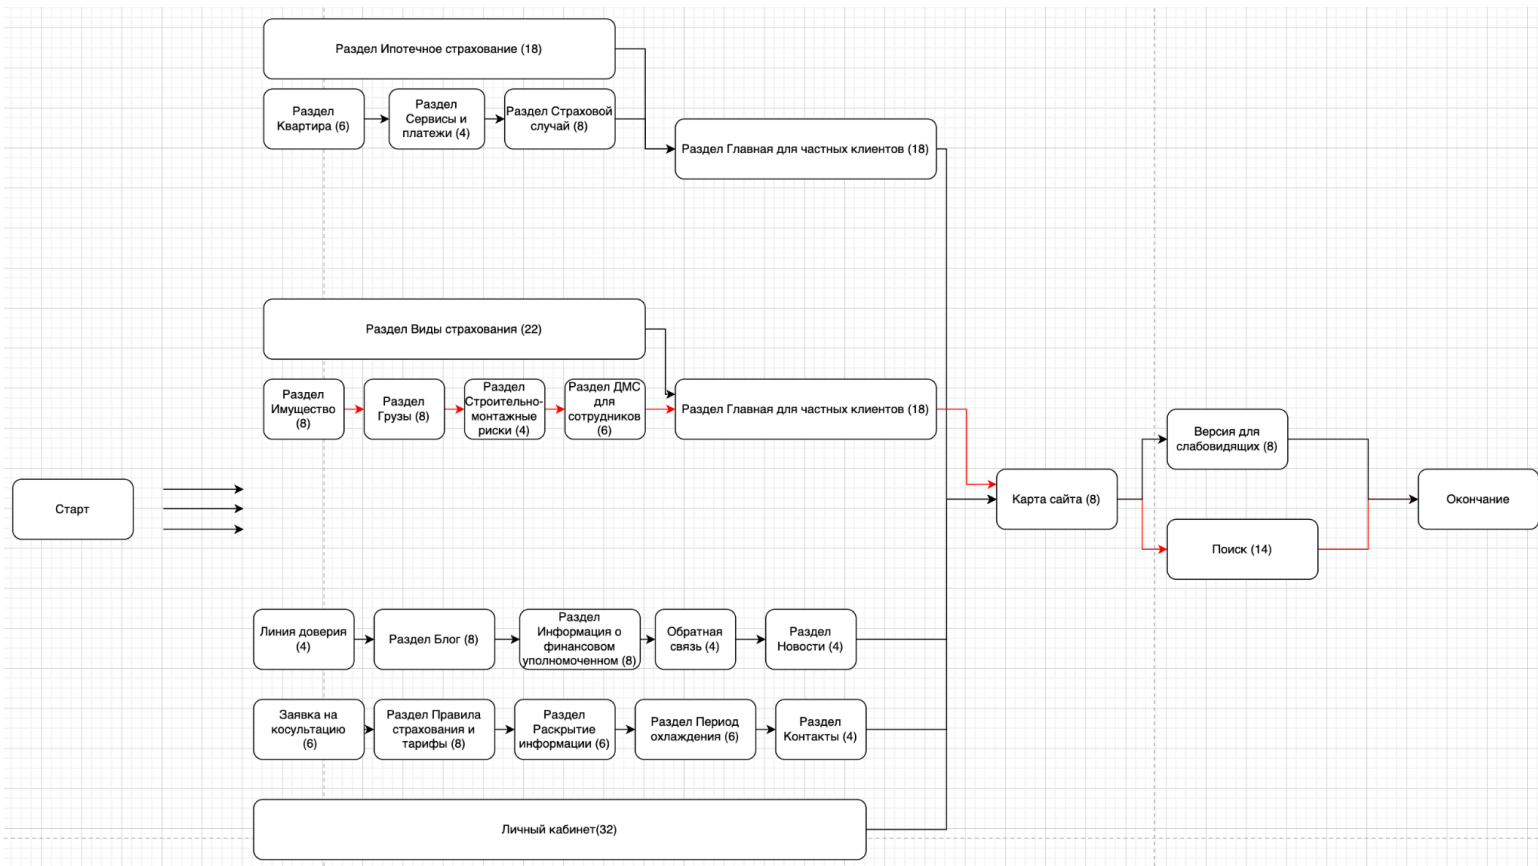 Раздел Ипотечное страхование (18)
Раздел
Квартира (6)
Раздел
Сервисы и
платежи (4)
Раздел Страховой
случай (8)
Раздел Главная для частных клиентов (18)
Раздел Виды страхования (22)
Раздел
Имущество
(8)
Раздел
Грузы (8)
Раздел
Строительно-
монтажные
риски (4)
Раздел ДМС
для
сотрудников
(6)
Раздел Главная для частных клиентов (18)
Старт
Карта сайта (8)
Версия для
слабовидящих (8)
Поиск (14)
Окончание
Линия доверия
(4)
Раздел Блог (8)
Раздел
Информация о
финансовом
уполномоченном (8)
Обратная
связь (4)
Раздел
Новости (4)
Заявка на
косультацию
(6)
Раздел Правила
страхования и
тарифы (8)
Раздел
Раскрытие
информации (6)
Раздел Период
охлаждения (6)
Раздел
Контакты (4)
Личный кабинет(32)